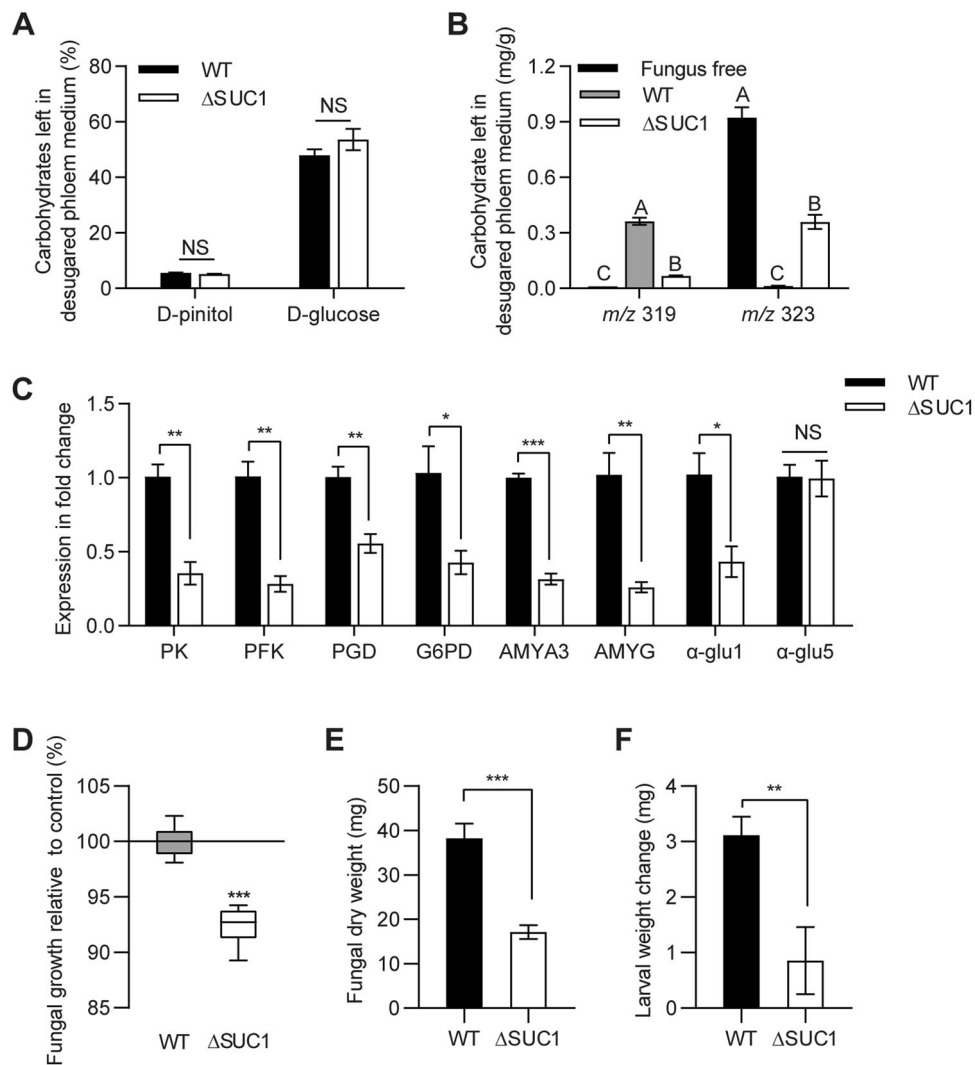 A
Carbohydrates left in
desugared phloem medium (%)
80
60
40
20
0
WT
ΔSUC1
NS
NS
D-pinitol
D-glucose
B
Carbohydrate left in
desugared phloem medium (mg/g)
1.2
0.9
0.6
0.3
0.0
Fungus free
WT
ΔSUC1
C
A
B
A
C
B
m/z 319
m/z 323
C
WT
ΔSUC1
Expression in fold change
1.5
1.0
0.5
0.0
**
**
**
*
***
**
*
NS
PK
PFK
PGD
G6PD
AMYA3
AMYG
α-glu1
α-glu5
D
Fungal growth relative to control (%)
105
100
95
90
85
***
WT
ΔSUC1
E
Fungal dry weight (mg)
50
40
30
20
10
0
***
WT
ΔSUC1
F
Larval weight change (mg)
4
3
2
1
0
**
WT
ΔSUC1